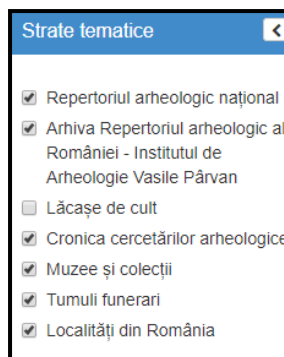 Strate tematice
Repertoriul arheologic național
Arhiva Repertoriul arheologic al
României - Institutul de
Arheologie Vasile Pârvan
Lăcașe de cult
Cronica cercetărilor arheologice
Muzee și colecții
Tumuli funerari
Localități din România